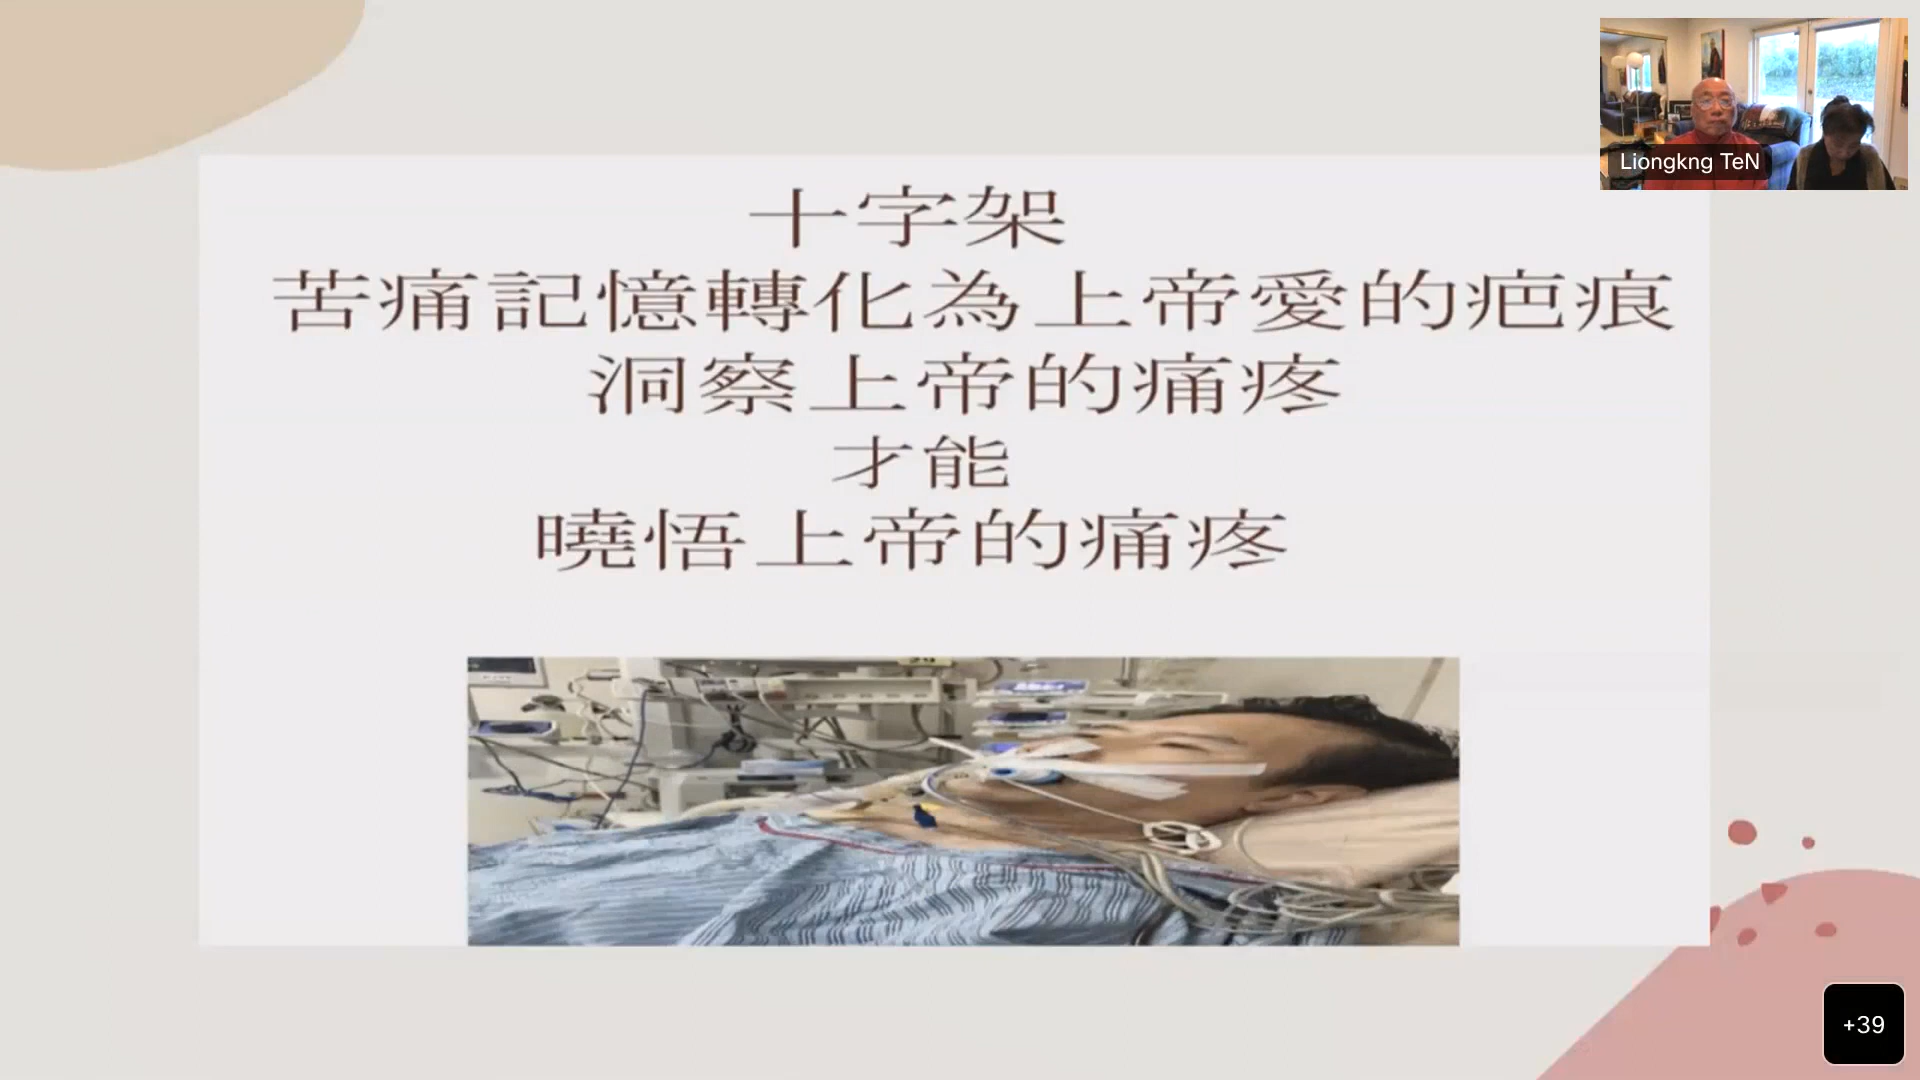 十字架
苦痛記憶轉化為上帝愛的疤痕
洞察上帝的痛疼
才能
曉悟上帝的痛疼
Liongkng TeN
+39